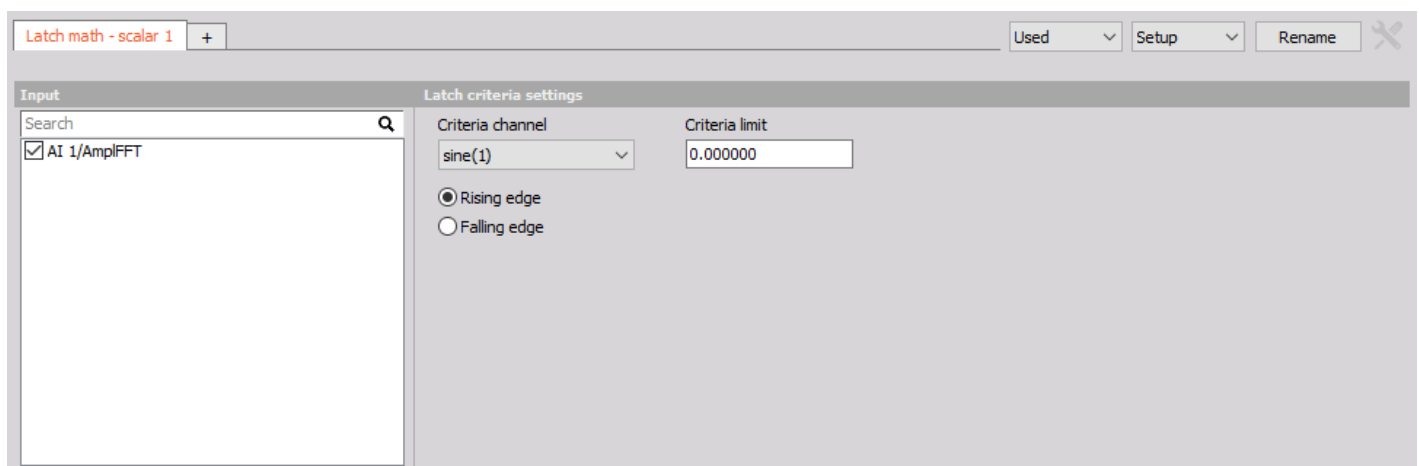 Latch math - scalar 1
+
Used
Setup
Rename
Input
Latch criteria settings
Search
Criteria channel
Criteria limit
AI 1/AmplFFT
sine(1)
0.000000
Rising edge
Falling edge